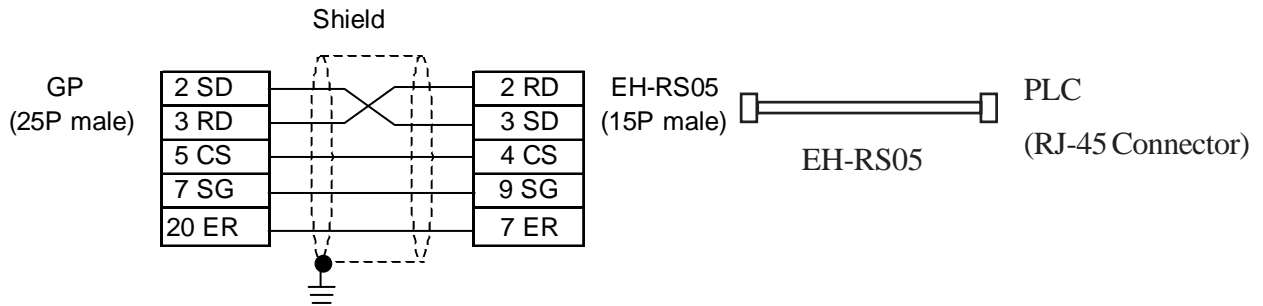 Shield
GP
(25P male)
2 SD
3 RD
5 CS
7 SG
20 ER
2 RD
3 SD
4 CS
9 SG
7 ER
EH-RS05
(15P male)
EH-RS05
PLC
(RJ-45 Connector)